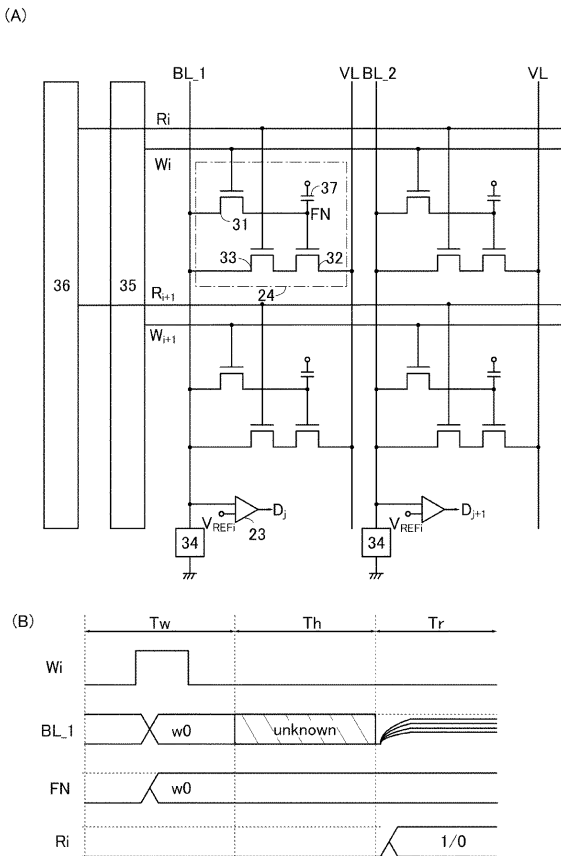 (A)
BL_1 VL BL_2 VL
Ri
Wi
37
FN
31
33 32
36 35 24
Ri+1
Wi+1
Dj Dj+1
VREFi 23 VREFi
34 34
(B)
Tw Th Tr
Wi
BL_1 w0 unknown
FN w0
Ri 1/0